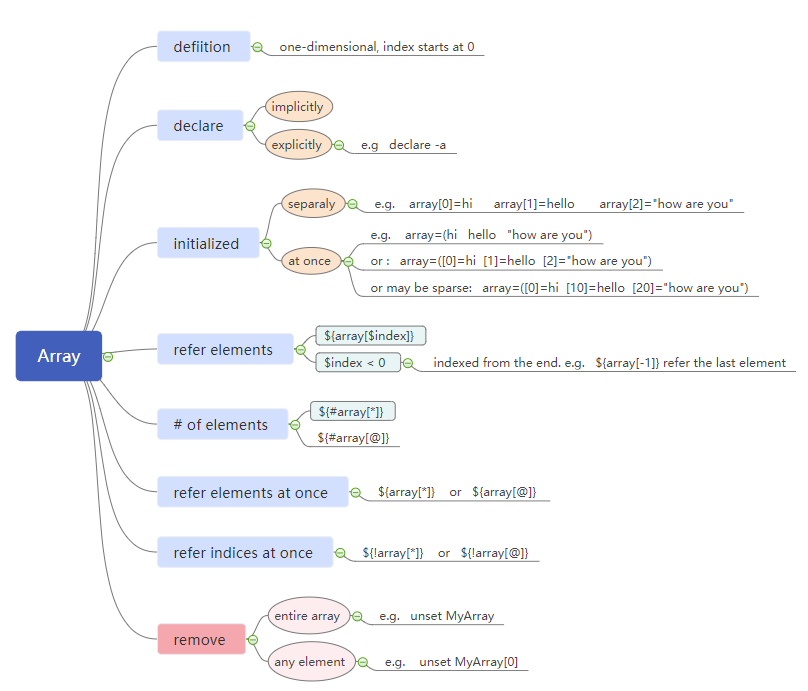 Array
defiition
one-dimensional, index starts at 0
declare
implicitly
explicitly
e.g declare -a
initialized
separaly
e.g. array[0]=hi array[1]=hello array[2]="how are you"
at once
e.g. array=(hi hello "how are you")
or : array=([0]=hi [1]=hello [2]="how are you")
or may be sparse: array=([0]=hi [10]=hello [20]="how are you")
refer elements
${array[$index]}
$index < 0
indexed from the end. e.g. ${array[-1]} refer the last element
# of elements
${#array[*]}
${#array[@]}
refer elements at once
${array[*]} or ${array[@]}
refer indices at once
${!array[*]} or ${!array[@]}
remove
entire array
e.g. unset MyArray
any element
e.g. unset MyArray[0]